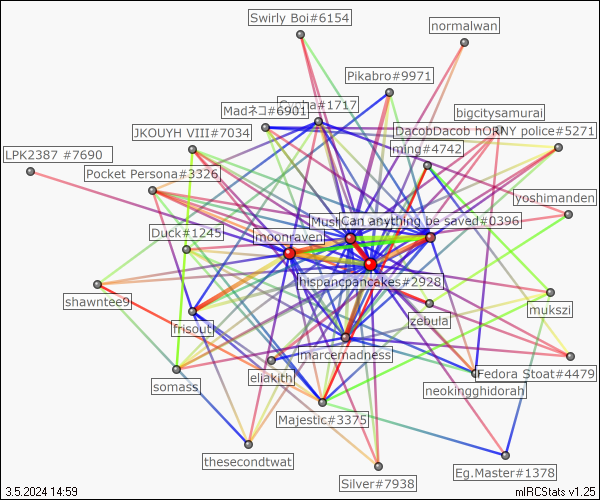 Swirly Boi#6154
normalwan
Pikabro#9971
Madネコ#6901
#1717
bigcitysamurai
JKOUYH VIII#7034
DacobDacob hORNY police#5271
ming#4742
LPK2387 #7690
Pocket Persona#3326
yoshimanden
Can anything be saved#0396
Duck#1245
moonraven
hispancpancakes#2928
shawntee9
mukszi
frisout
zebula
marcemadness
Fedora Stoat#4479
somass
eliakith
neokingghidorah
Majestic#3375
thesecondtwat
Eg.Master#1378
Silver#7938
3.5.2024 14:59
mIRCStats v1.25